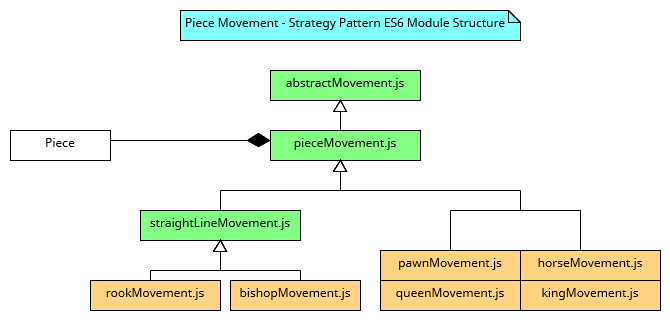 Piece Movement - Strategy Pattern ES6 Module Structure
abstractMovement.js
Piece
pieceMovement.js
straightLineMovement.js
rookMovement.js
bishopMovement.js
pawnMovement.js
horseMovement.js
queenMovement.js
kingMovement.js